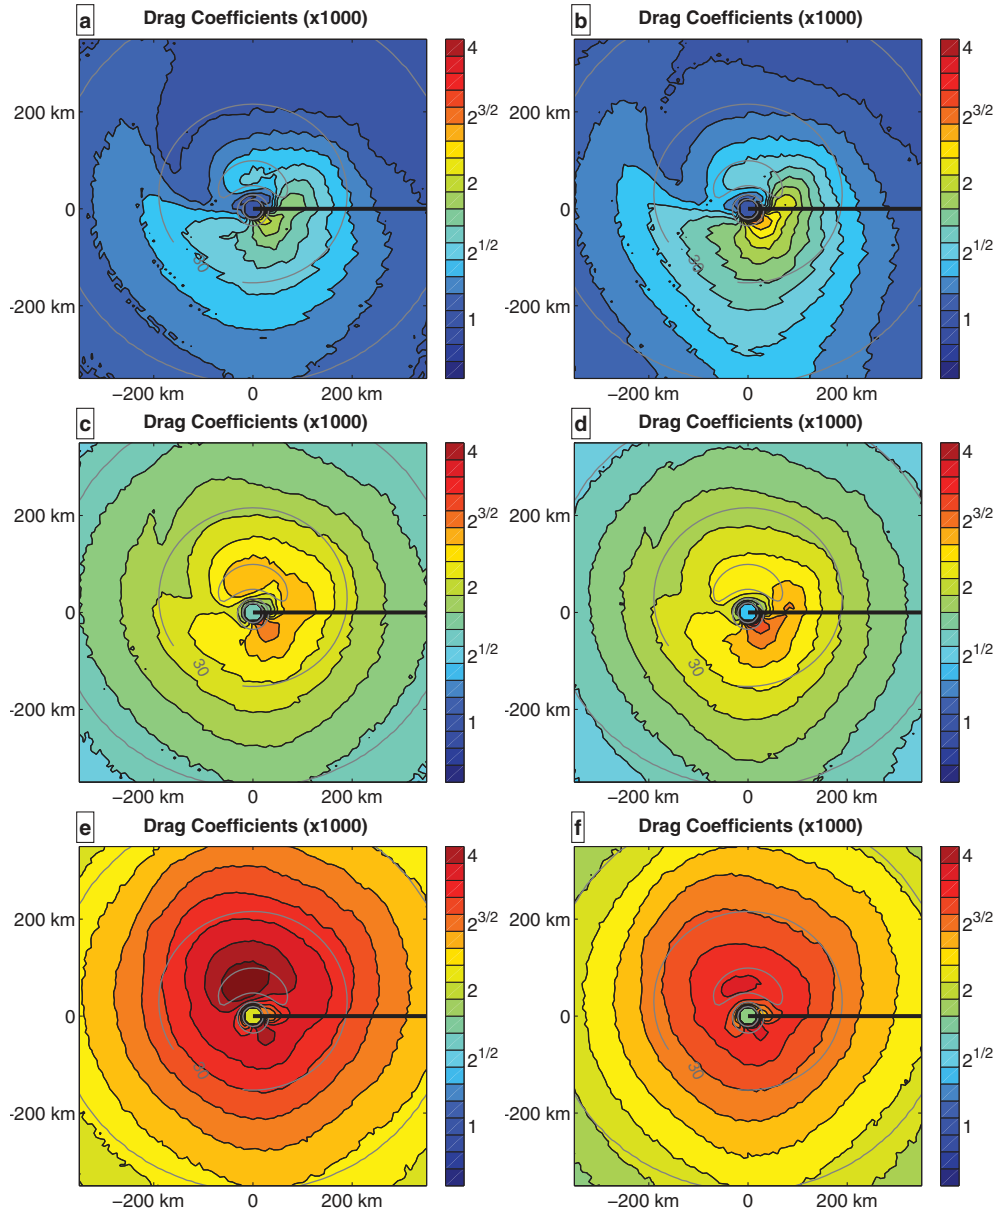 a Drag Coefficients (x1000)
b Drag Coefficients (x1000)
4
2^3/2
2
2^1/2
1
200 km
0
-200 km
−200 km 0 200 km
30
4
2^3/2
2
2^1/2
1
200 km
0
-200 km
−200 km 0 200 km
30
c Drag Coefficients (x1000)
d Drag Coefficients (x1000)
4
2^3/2
2
2^1/2
1
200 km
0
-200 km
−200 km 0 200 km
30
4
2^3/2
2
2^1/2
1
200 km
0
-200 km
−200 km 0 200 km
30
e Drag Coefficients (x1000)
f Drag Coefficients (x1000)
4
2^3/2
2
2^1/2
1
200 km
0
-200 km
−200 km 0 200 km
30
4
2^3/2
2
2^1/2
1
200 km
0
-200 km
−200 km 0 200 km
30